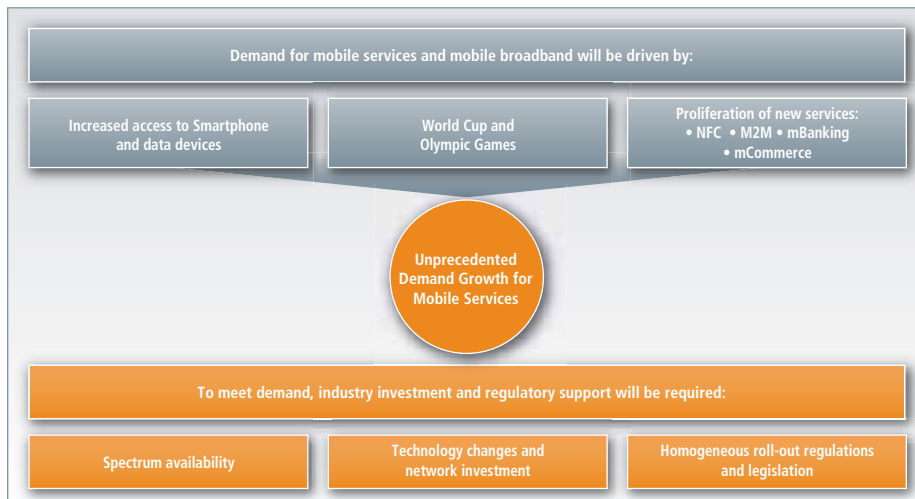 Demand for mobile services and mobile broadband will be driven by:
Increased access to Smartphone
and data devices
World Cup and
Olympic Games
Proliferation of new services:
• NFC • M2M • mBanking
• mCommerce
Unprecedented
Demand Growth for
Mobile Services
To meet demand, industry investment and regulatory support will be required:
Spectrum availability
Technology changes and
network investment
Homogeneous roll-out regulations
and legislation